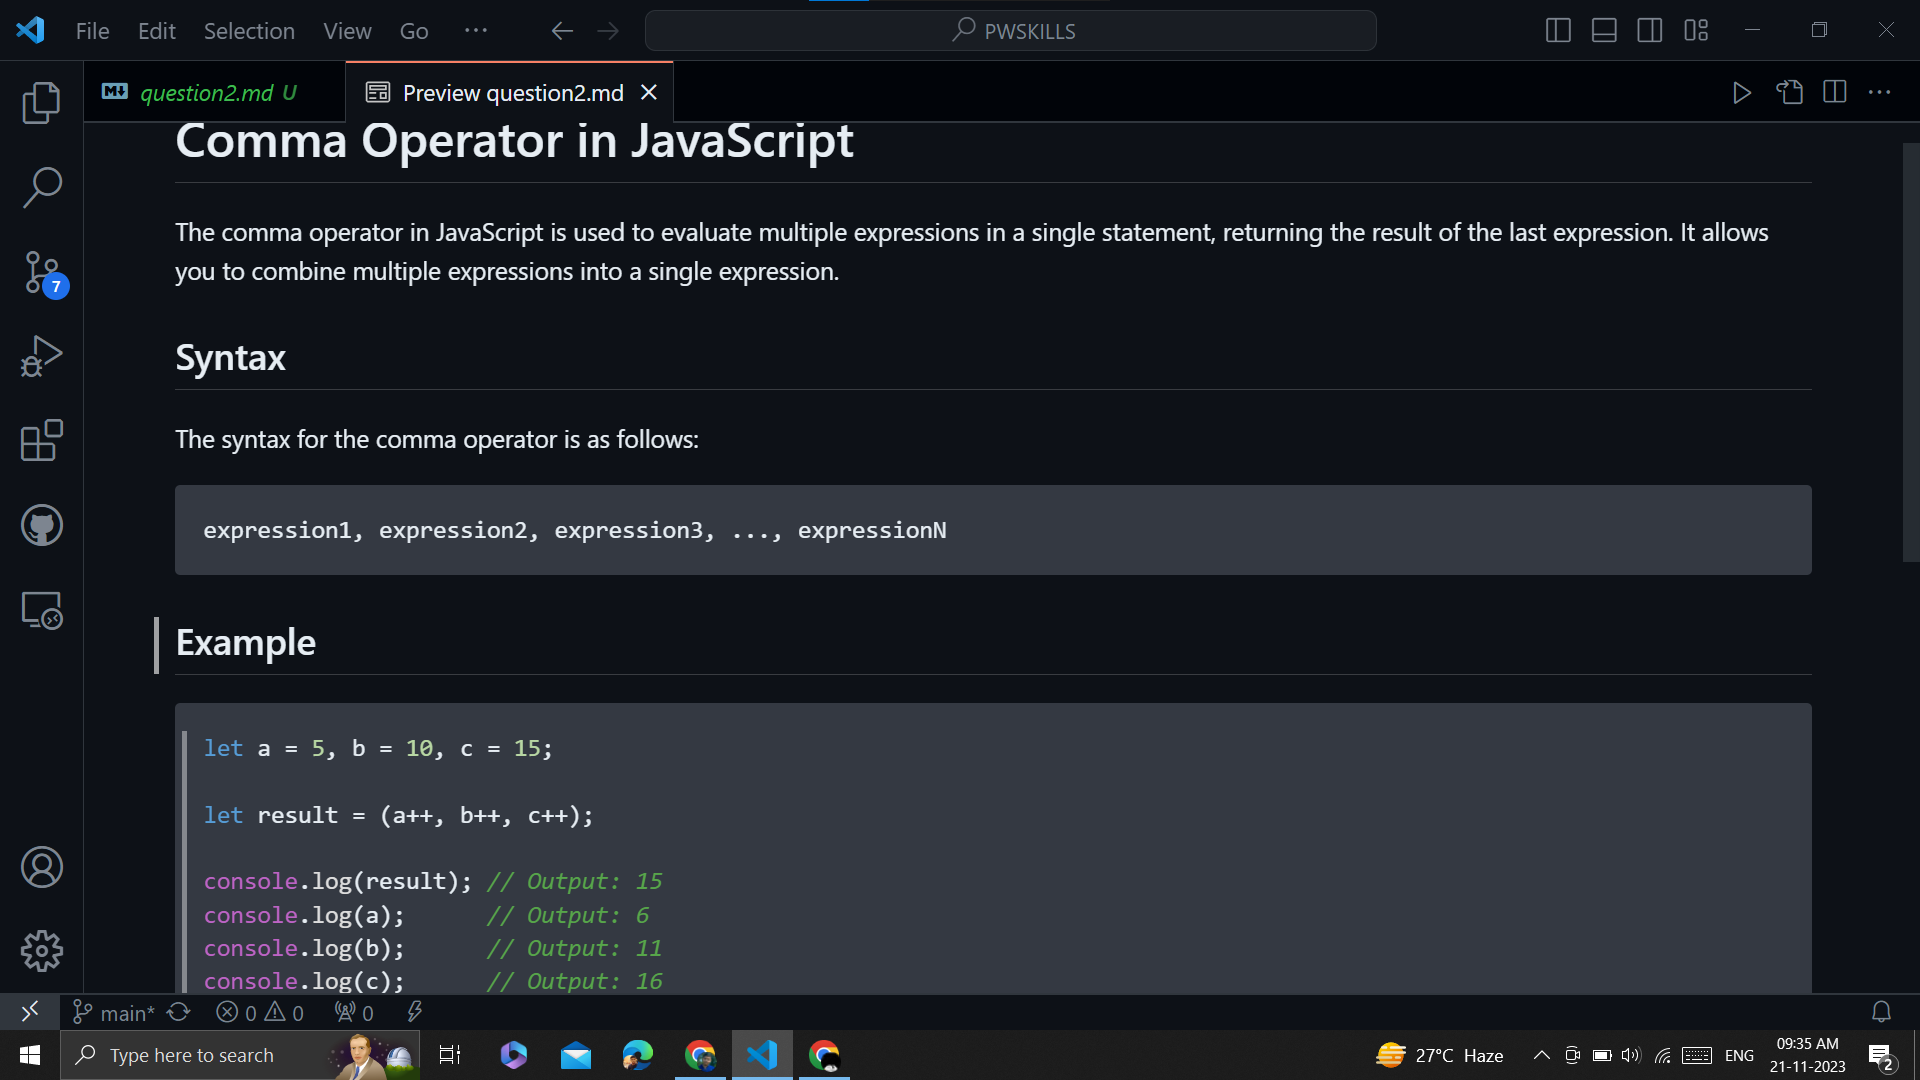 File Edit Selection View Go ··· PWSKILLS
question2.md U Preview question2.md
Comma Operator in JavaScript
The comma operator in JavaScript is used to evaluate multiple expressions in a single statement, returning the result of the last expression. It allows
you to combine multiple expressions into a single expression.
Syntax
The syntax for the comma operator is as follows:
expression1, expression2, expression3, ..., expressionN
Example
let a = 5, b = 10, c = 15;
let result = (a++, b++, c++);
console.log(result); // Output: 15
console.log(a); // Output: 6
console.log(b); // Output: 11
console.log(c); // Output: 16
7
main* 0 0 0
Type here to search 27°C Haze ENG 09:35 AM
21-11-2023 2